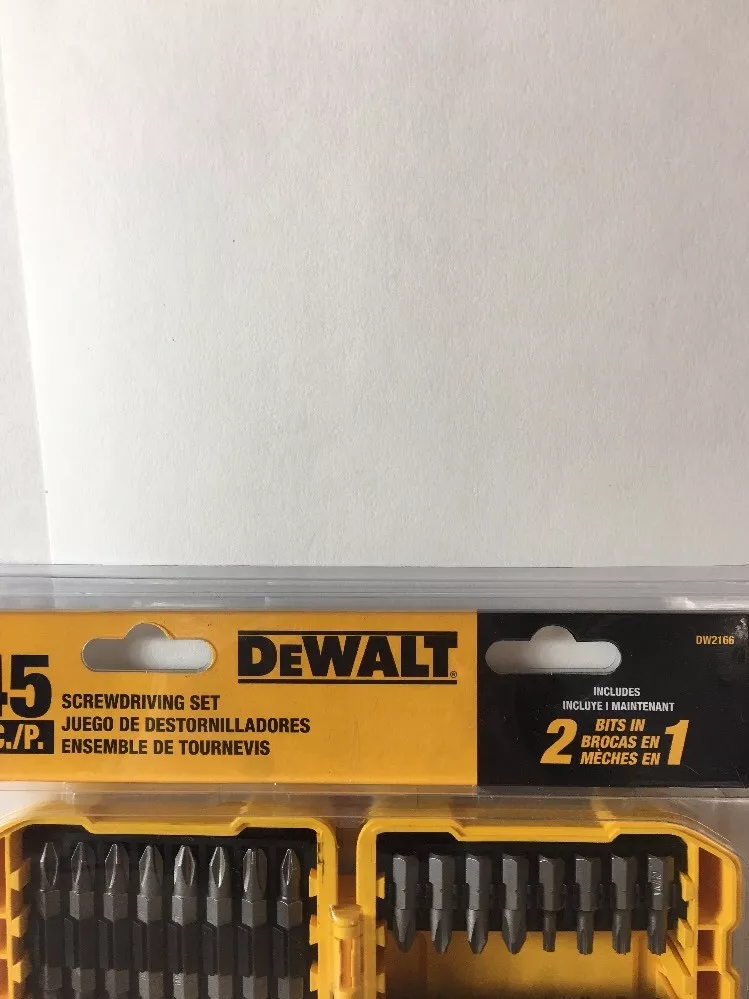 45
C./P.
SCREWDRIVING SET
JUEGO DE DESTORNILLADORES
ENSEMBLE DE TOURNEVIS
DEWALT®
DW2166
INCLUDES
INCLUYE I MAINTENANT
2 BITS IN 1
BROCAS EN
MÈCHES EN